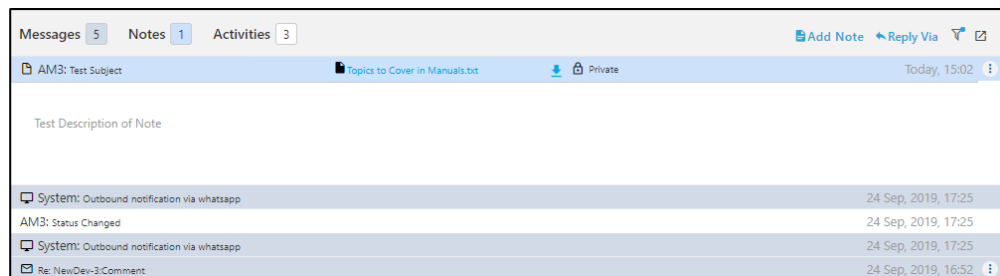 Messages 5 Notes 1 Activities 3 Add Note Reply Via
AM3: Test Subject Topics to Cover in Manuals.txt Private Today, 15:02
Test Description of Note
System: Outbound notification via whatsapp 24 Sep, 2019, 17:25
AM3: Status Changed 24 Sep, 2019, 17:25
System: Outbound notification via whatsapp 24 Sep, 2019, 17:25
Re: NewDev-3:Comment 24 Sep, 2019, 16:52